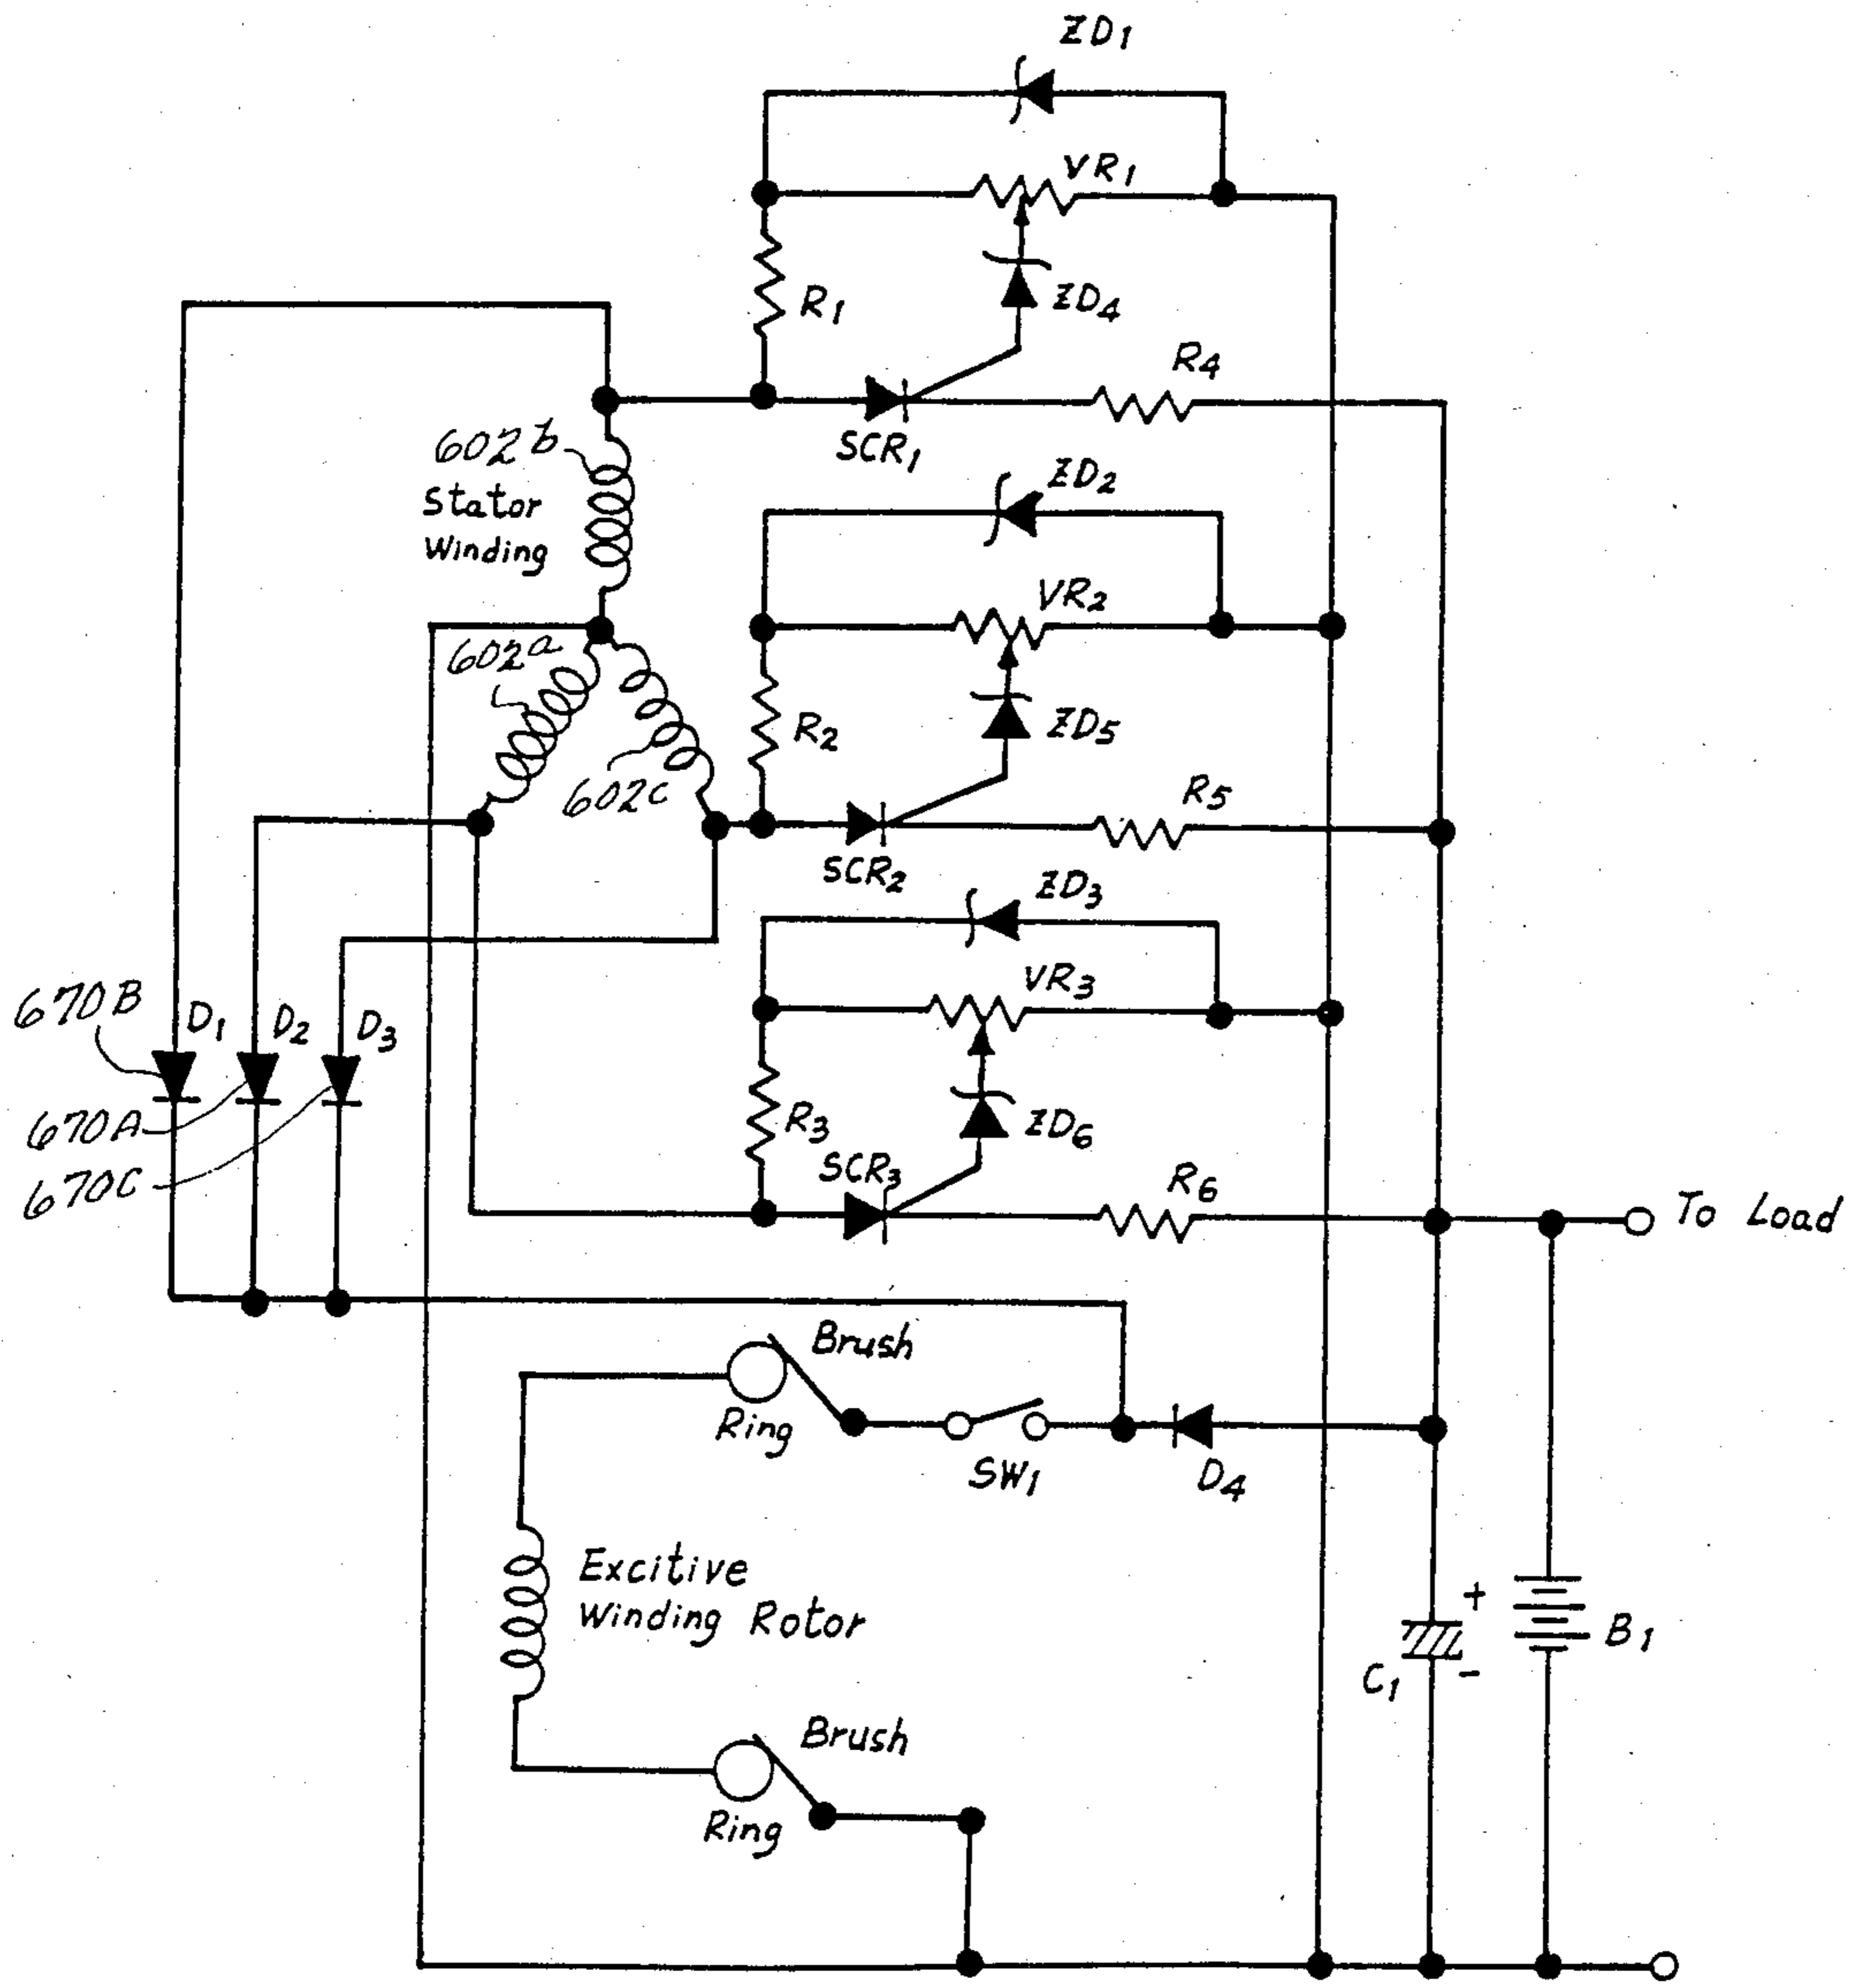 ZD1
VR1
ZD4
R1
R4
SCR1
602b
Stator
Winding
ZD2
VR2
602a
ZD5
R2
602c
R5
SCR2
ZD3
VR3
670B
D1
D2
D3
670A
R3
ZD6
SCR3
670C
R6
To Load
Brush
Ring
SW1
D4
Excitive
Winding Rotor
+
B1
C1
-
Brush
Ring